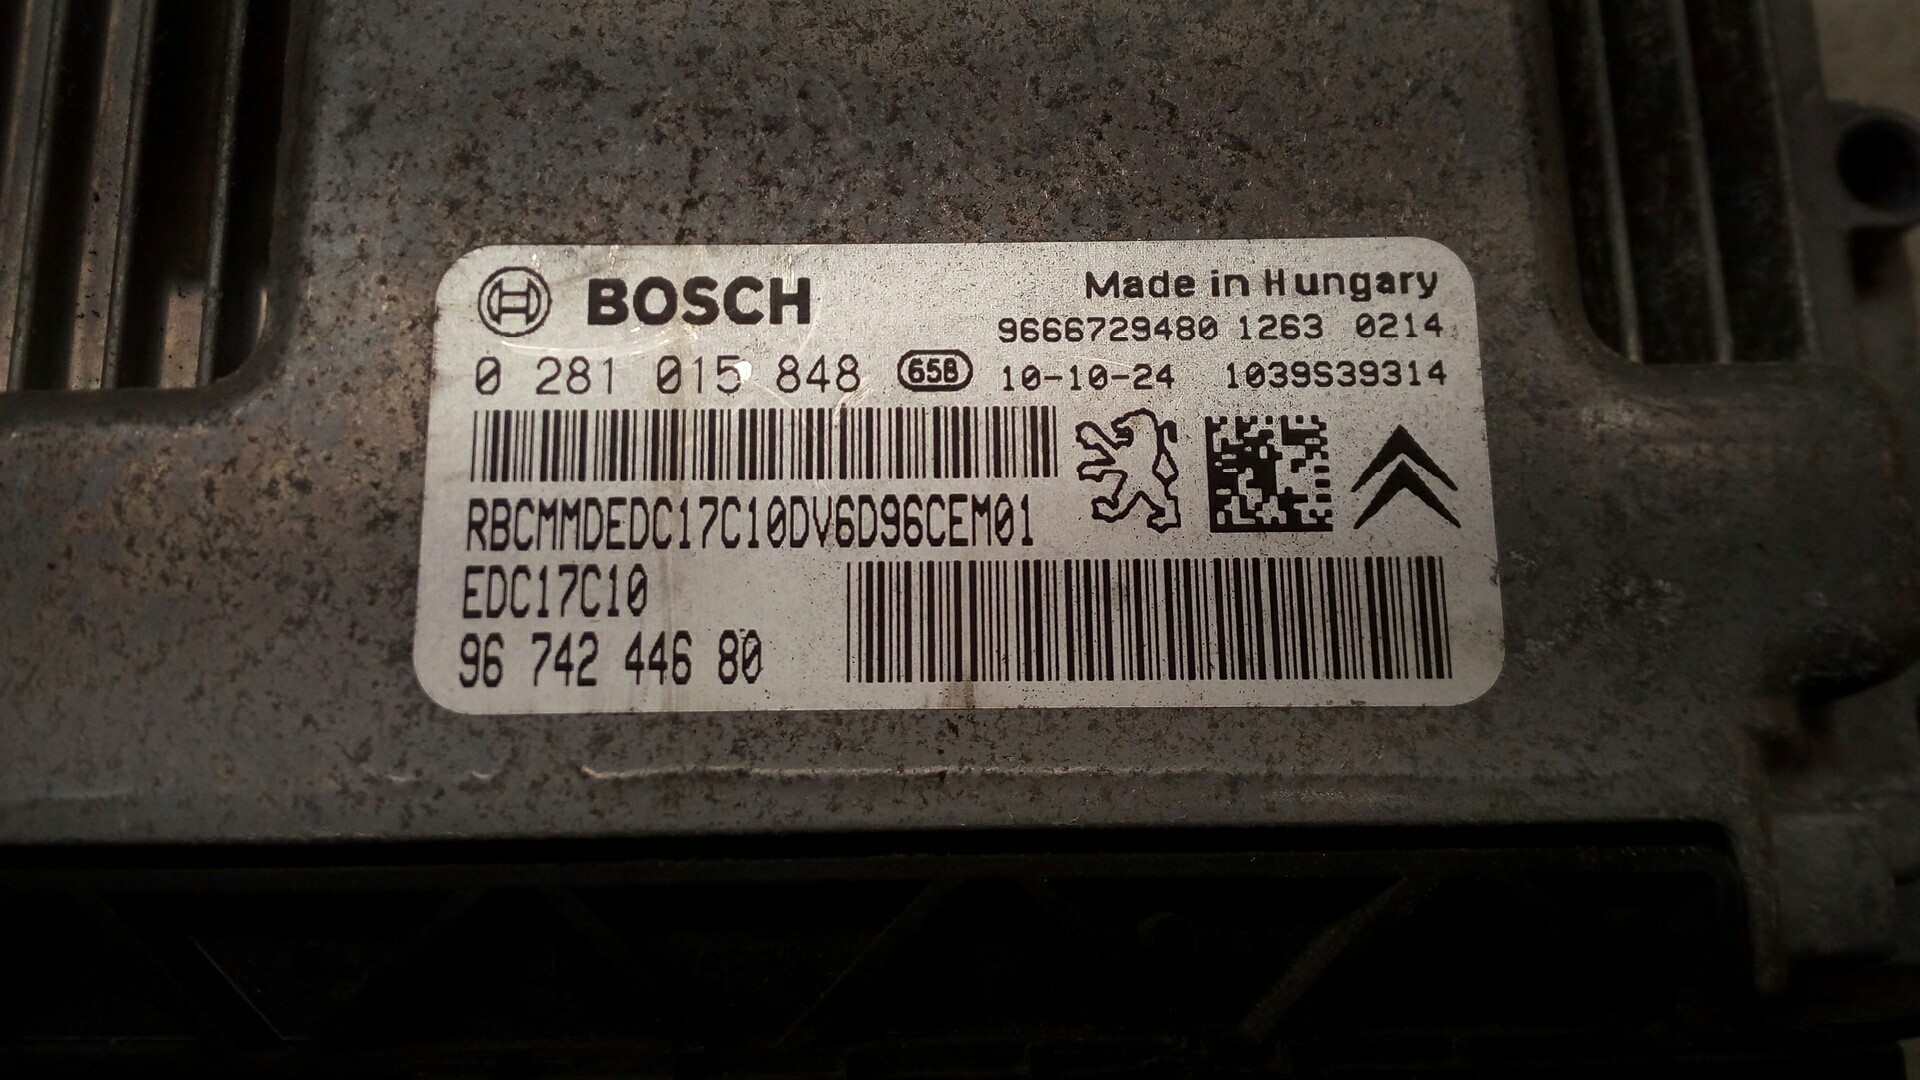 BOSCH
Made in Hungary
9666729480 1263 0214
0 281 015 848 65B 10-10-24 1039S39314
RBCMMDEDC17C10DV6D96CEM01
EDC17C10
96 742 446 80